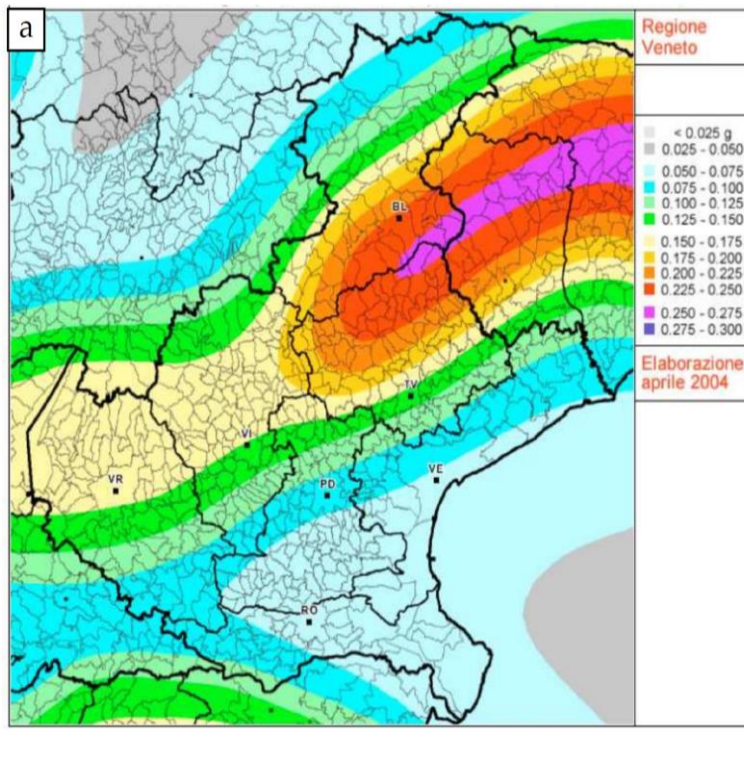 a
Regione
Veneto
< 0.025 g
0.025 - 0.050
0.050 - 0.075
0.075 - 0.100
0.100 - 0.125
0.125 - 0.150
0.150 - 0.175
0.175 - 0.200
0.200 - 0.225
0.225 - 0.250
0.250 - 0.275
0.275 - 0.300
Elaborazione
aprile 2004
BL
TV
VI
VR
PD
VE
RO